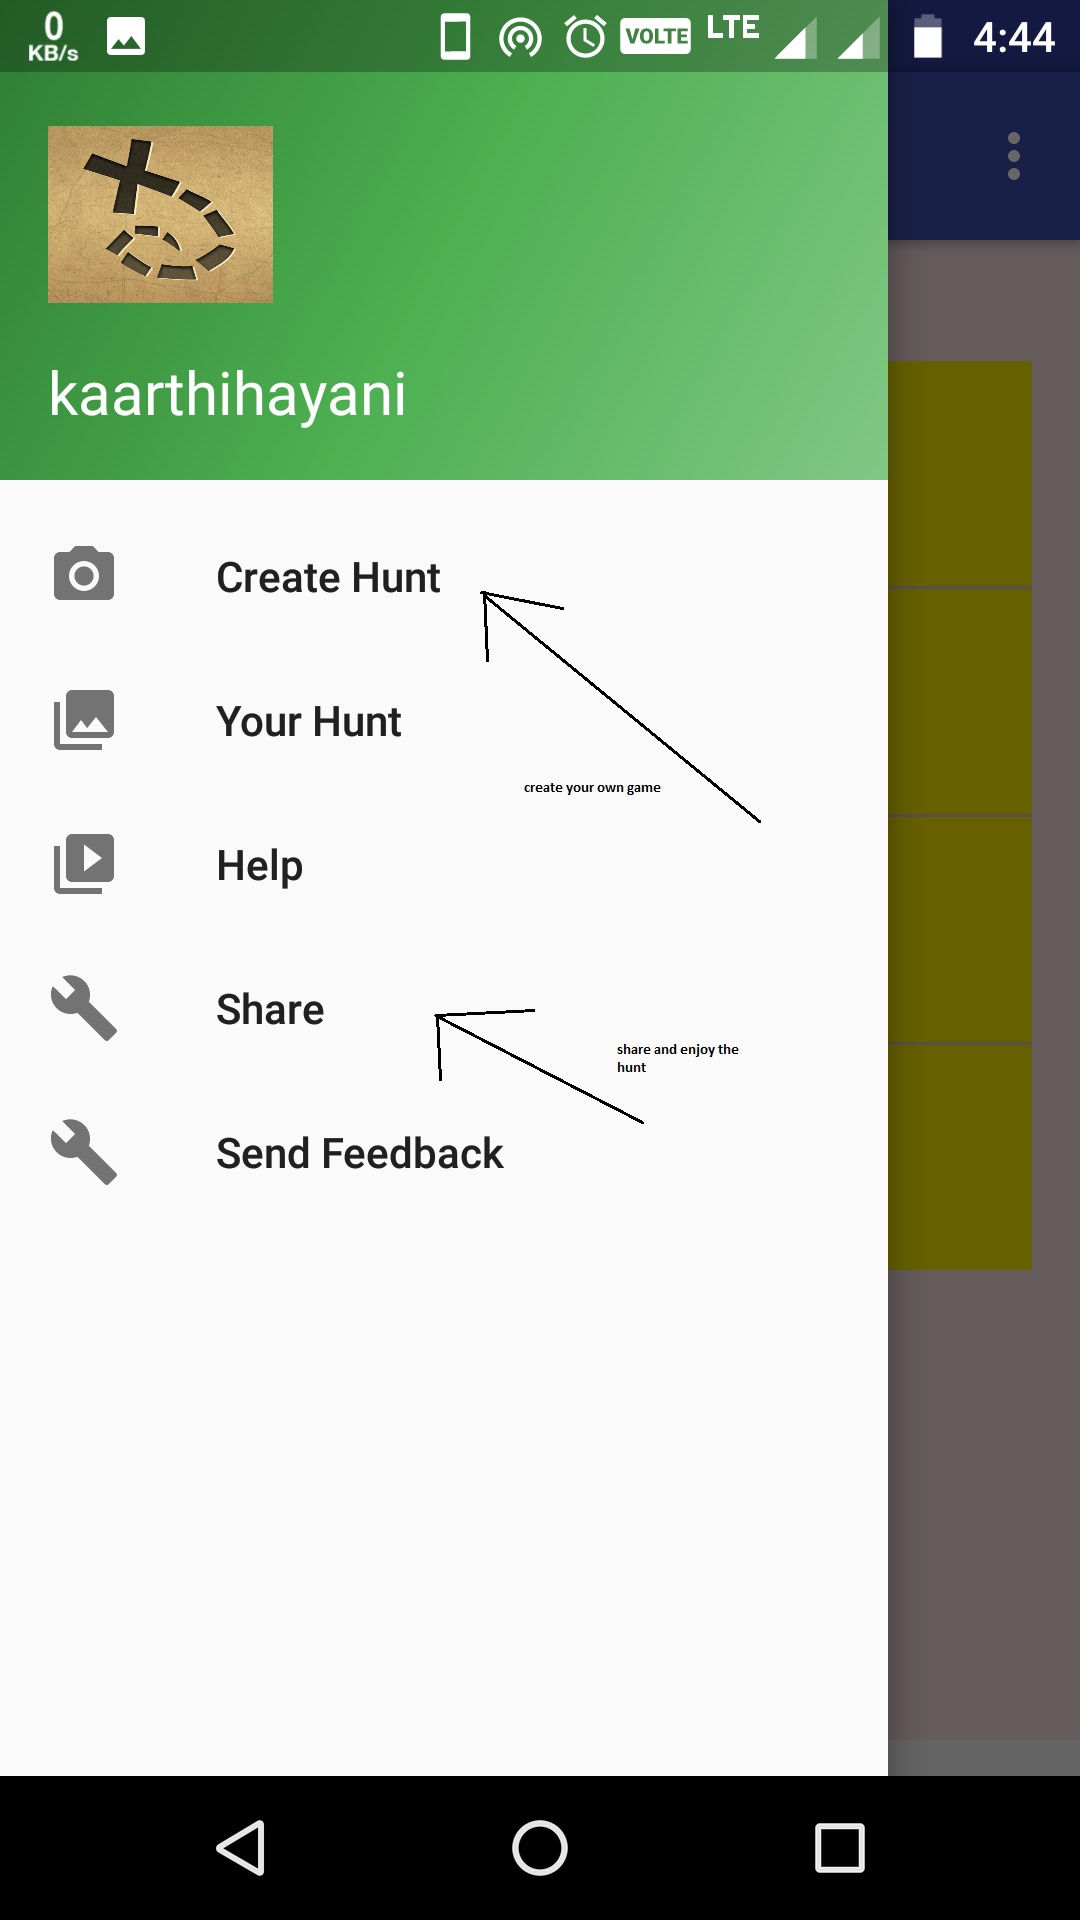 0
KB/s
VOLTE
LTE
4:44
kaarthihayani
Create Hunt
Your Hunt
create your own game
Help
Share
share and enjoy the
hunt
Send Feedback